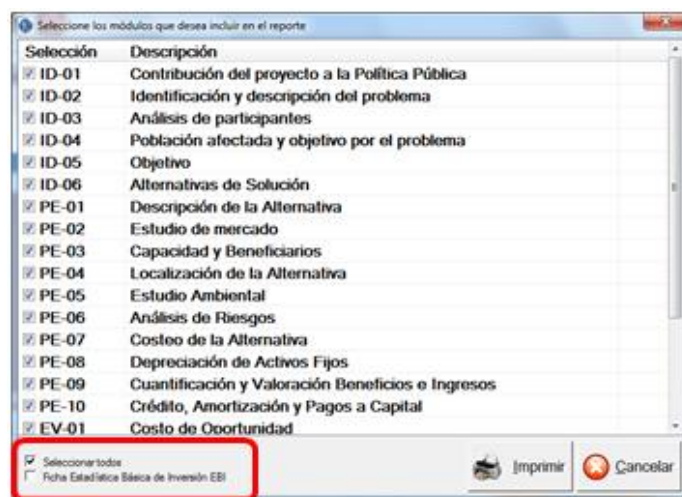 Seleccione los módulos que desea incluir en el reporte
Selección Descripción
ID-01 Contribución del proyecto a la Política Pública
ID-02 Identificación y descripción del problema
ID-03 Análisis de participantes
ID-04 Población afectada y objetivo por el problema
ID-05 Objetivo
ID-06 Alternativas de Solución
PE-01 Descripción de la Alternativa
PE-02 Estudio de mercado
PE-03 Capacidad y Beneficiarios
PE-04 Localización de la Alternativa
PE-05 Estudio Ambiental
PE-06 Análisis de Riesgos
PE-07 Costeo de la Alternativa
PE-08 Depreciación de Activos Fijos
PE-09 Cuantificación y Valoración Beneficios e Ingresos
PE-10 Crédito, Amortización y Pagos a Capital
EV-01 Costo de Oportunidad
Seleccionar todos
Ficha Estadística Básica de Inversión EBI
Imprimir Cancelar